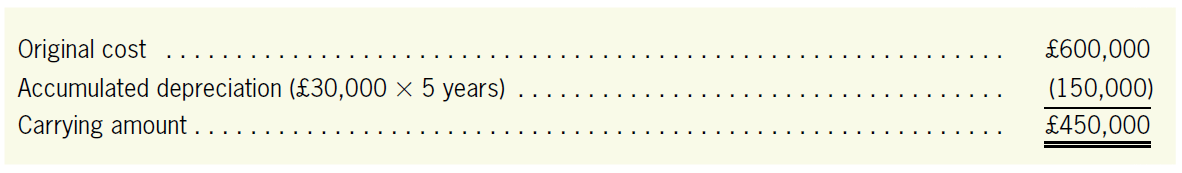 Original cost . . . . . . . . . . . . . . . . . . . . . . . . . . . . . . . . . . . . . . . . . . . . . . . . . . . . . . . . . . . £600,000
Accumulated depreciation (£30,000 × 5 years) . . . . . . . . . . . . . . . . . . . . . . . . . . . . . . . . . . (150,000)
Carrying amount . . . . . . . . . . . . . . . . . . . . . . . . . . . . . . . . . . . . . . . . . . . . . . . . . . . . . . . . . £450,000